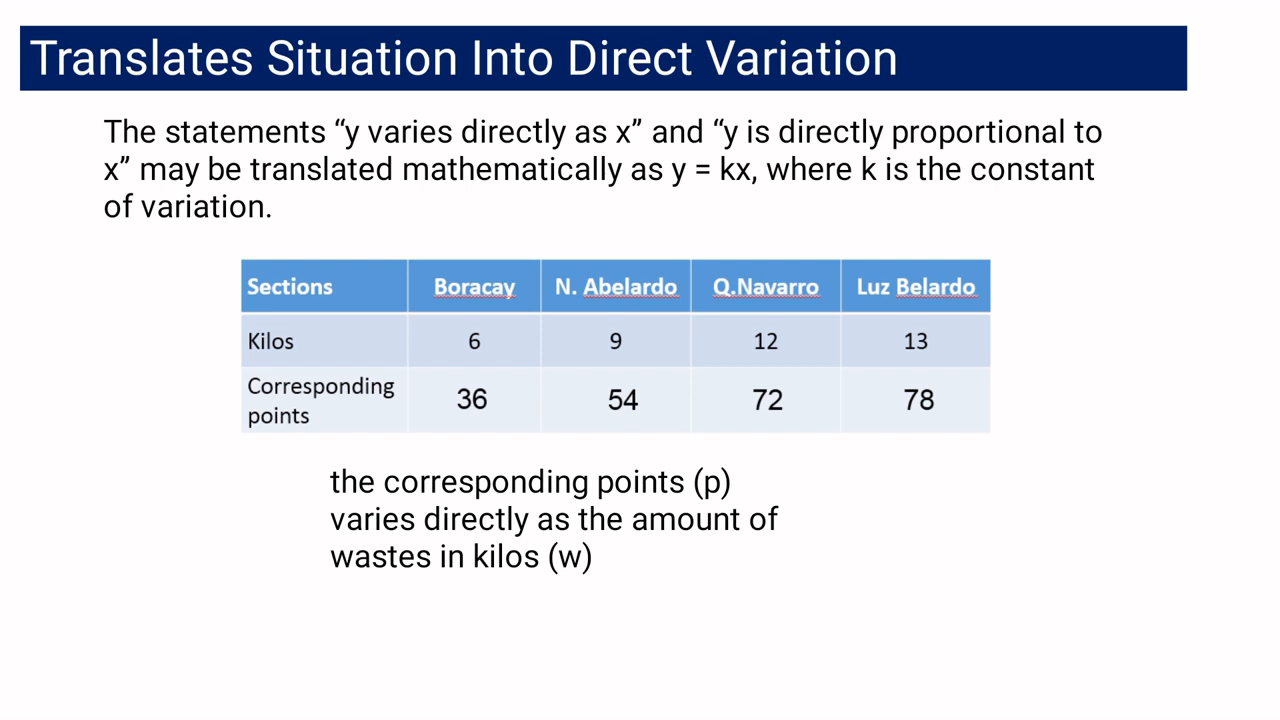 Translates Situation Into Direct Variation
The statements “y varies directly as x” and “y is directly proportional to
x” may be translated mathematically as y = kx, where k is the constant
of variation.
Sections Boracay N. Abelardo Q.Navarro Luz Belardo
Kilos 6 9 12 13
Corresponding
points 36 54 72 78
the corresponding points (p)
varies directly as the amount of
wastes in kilos (w)